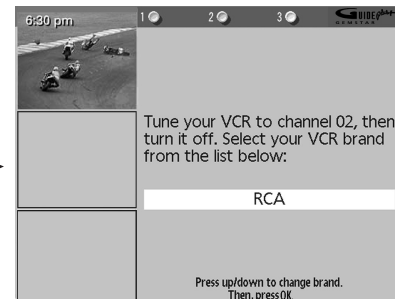 6:30 pm 1 2 3 GUIDE plus+
GEMSTAR
Tune your VCR to channel 02, then
turn it off. Select your VCR brand
from the list below:
RCA
Press up/down to change brand.
Then, press OK